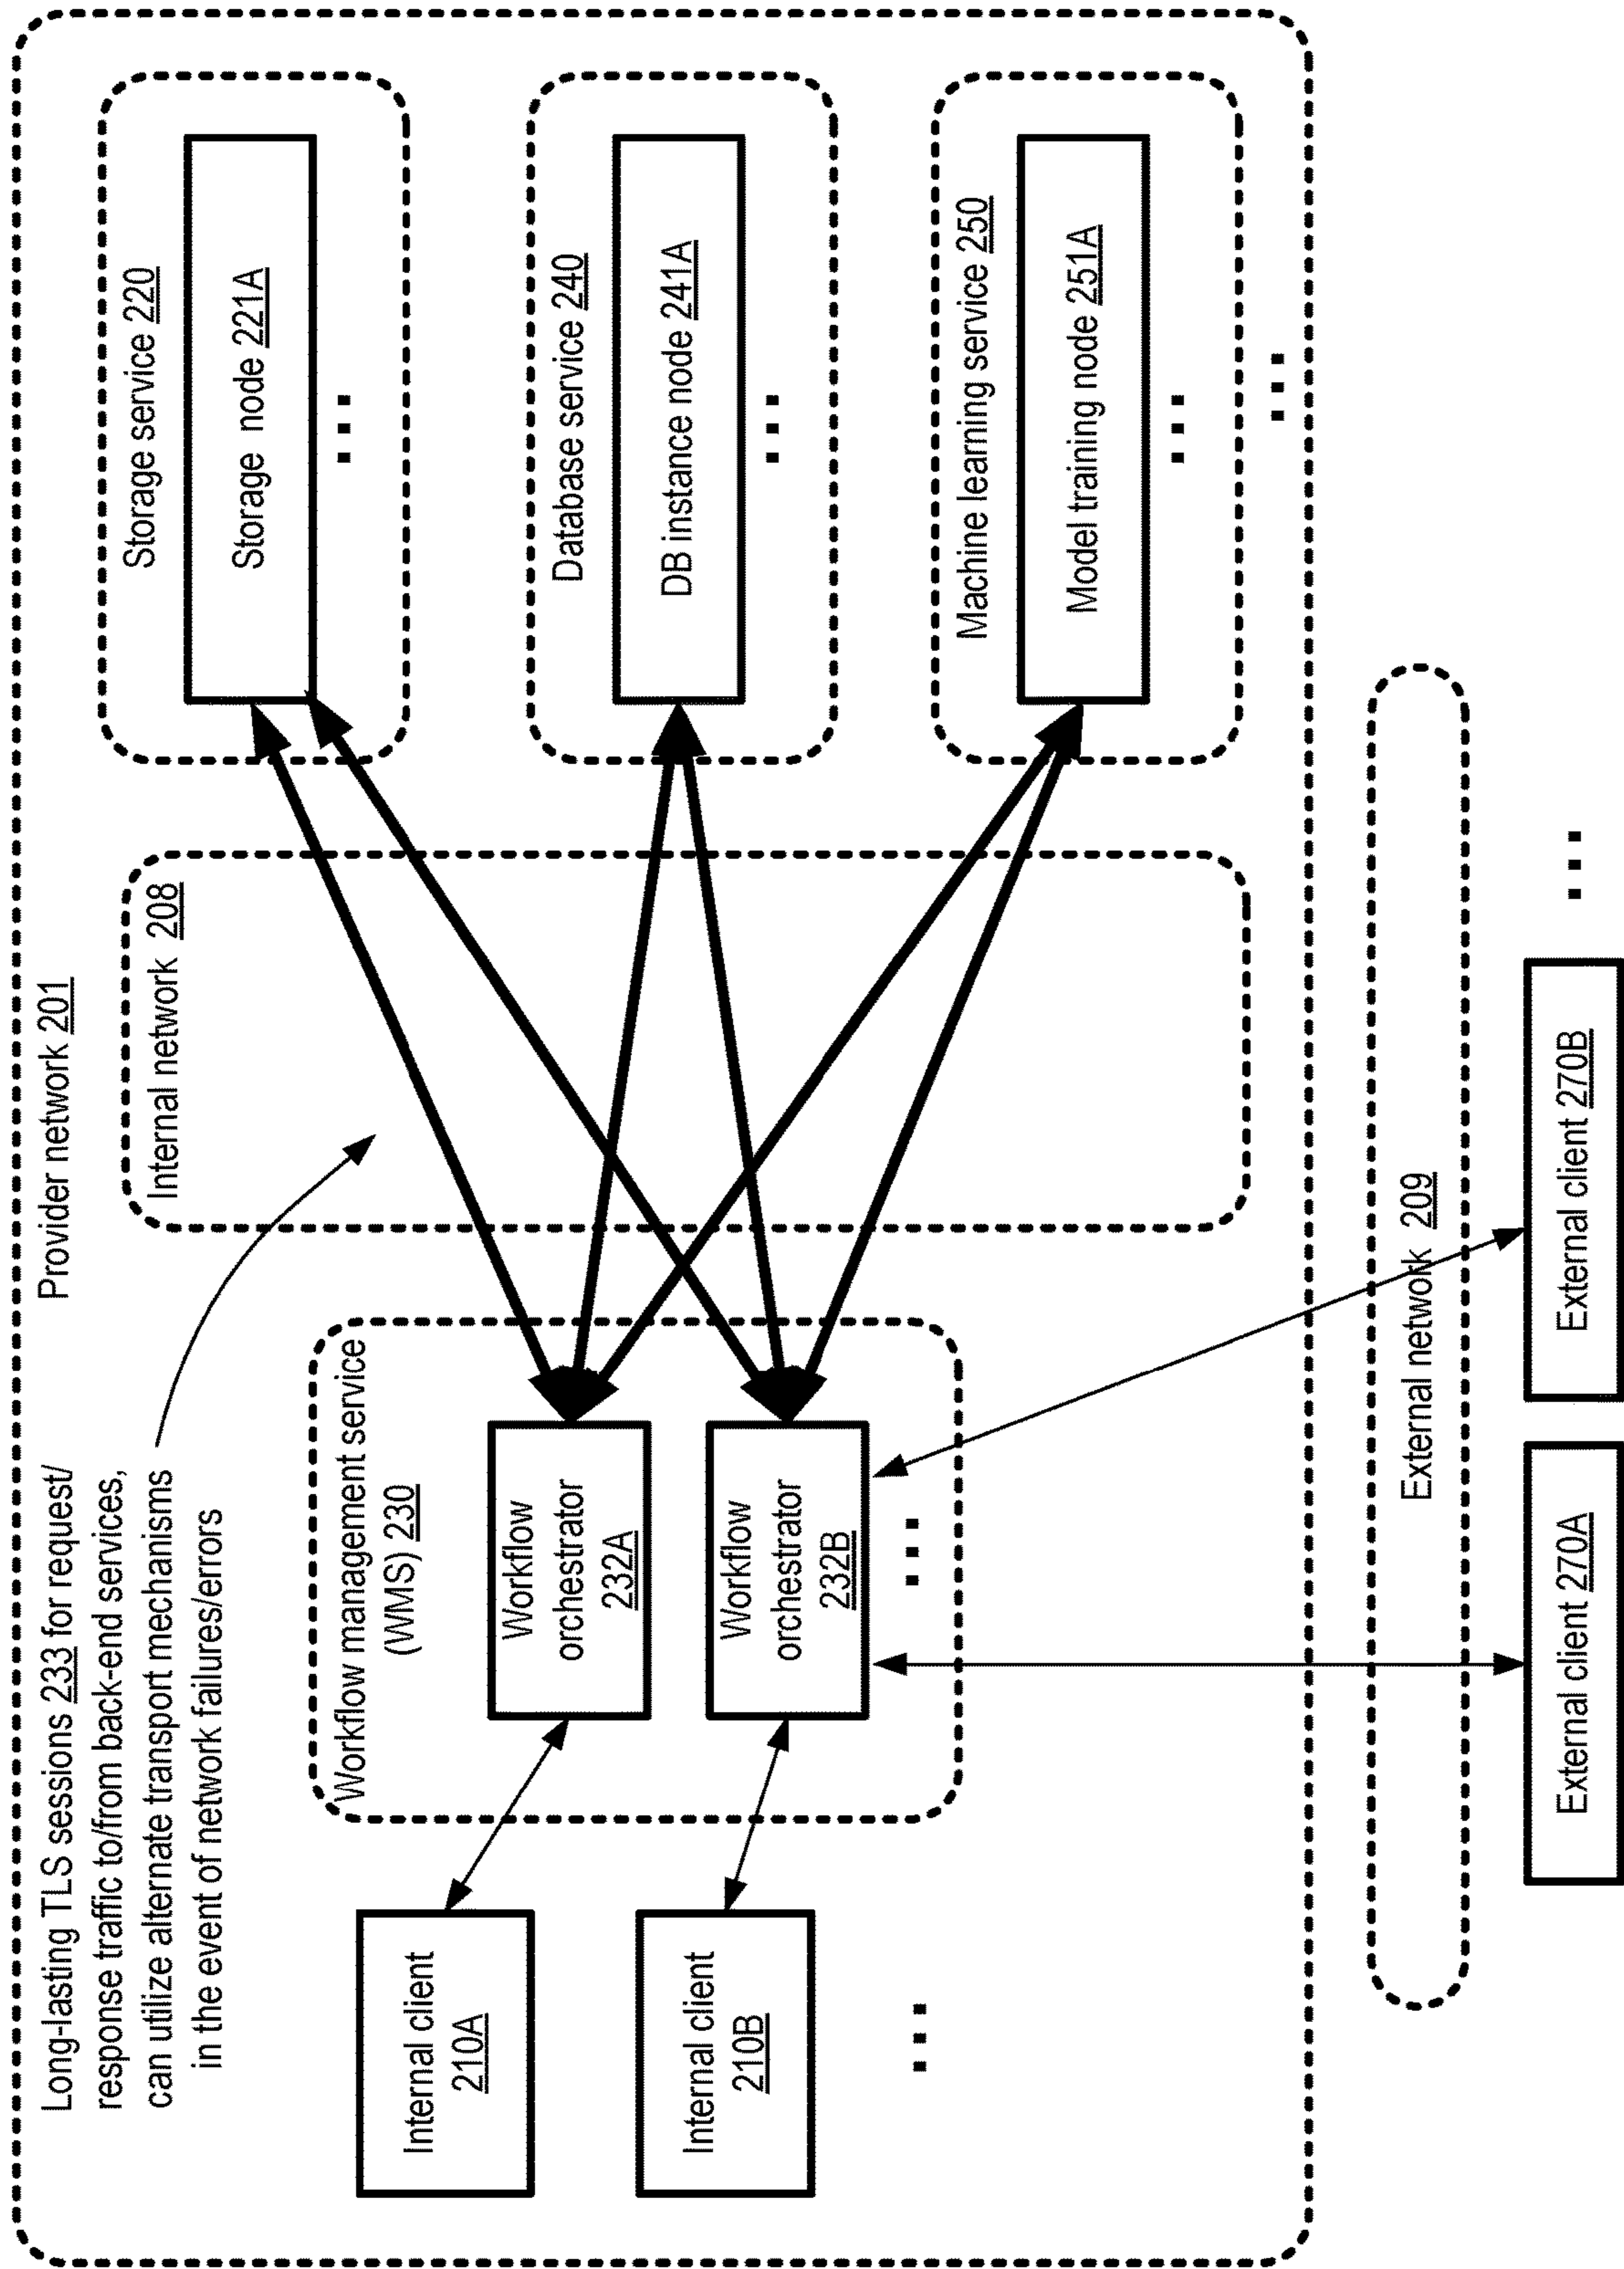 Provider network 201
Long-lasting TLS sessions 233 for request/
response traffic to/from back-end services,
can utilize alternate transport mechanisms
in the event of network failures/errors
Internal network 208
Storage service 220
Storage node 221A
...
Workflow management service
(WMS) 230
Internal client
210A
Workflow
orchestrator
232A
Database service 240
DB instance node 241A
...
Internal client
210B
...
Workflow
orchestrator
232B
...
Machine learning service 250
Model training node 251A
...
...
External network 209
External client 270A
External client 270B
...